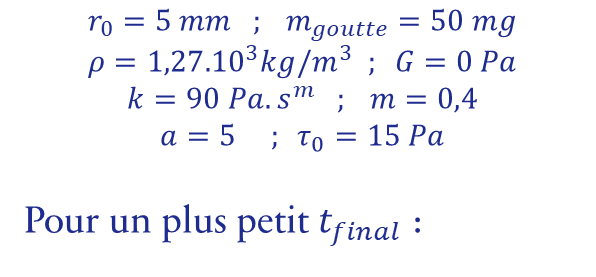 r₀ = 5 mm ; m_goutte = 50 mg
ρ = 1,27.10³kg/m³ ; G = 0 Pa
k = 90 Pa.sᵐ ; m = 0,4
a = 5 ; τ₀ = 15 Pa
Pour un plus petit t_final :